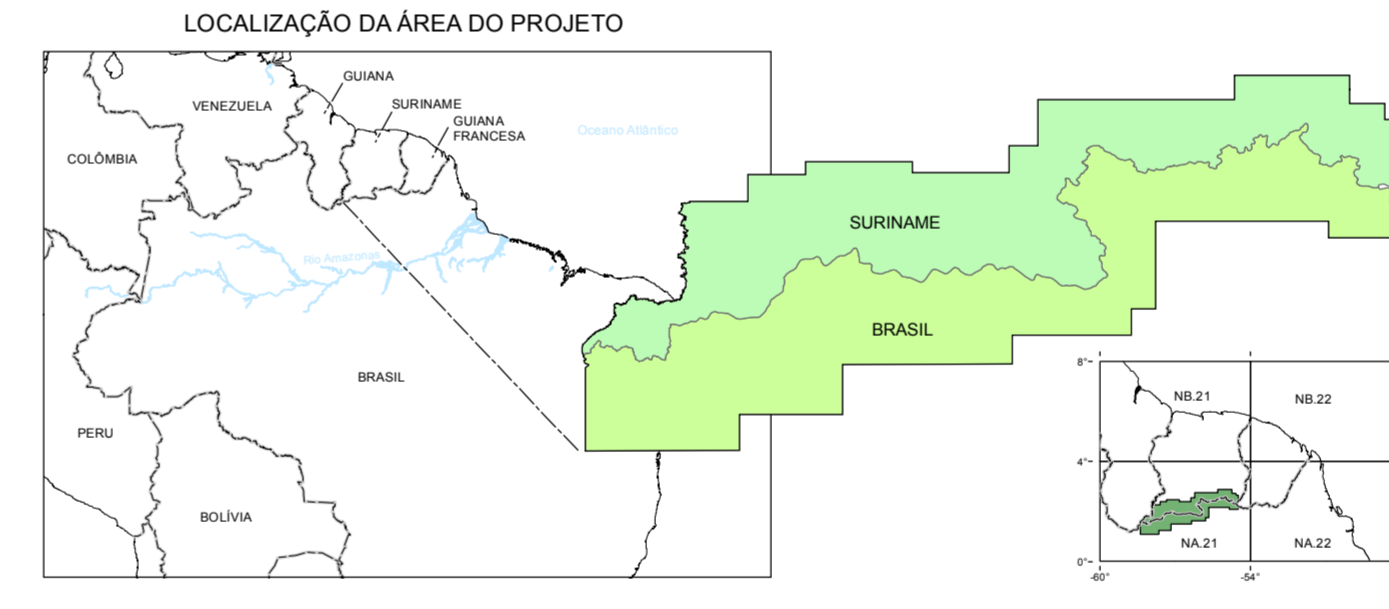 LOCALIZAÇÃO DA ÁREA DO PROJETO
GUIANA
VENEZUELA
SURINAME
GUIANA
FRANCESA
Oceano Atlântico
COLÔMBIA
SURINAME
Rio Amazonas
BRASIL
BRASIL
PERU
BOLÍVIA
8°
NB.21
NB.22
4°
NA.21
NA.22
0°
-60°
-54°